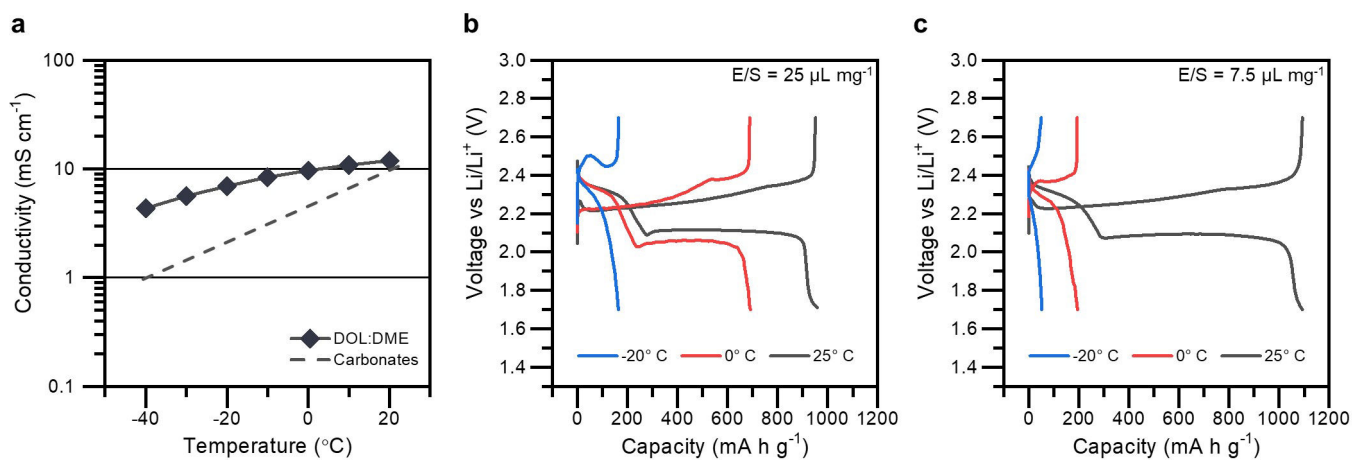 a
100
10
1
0.1
Conductivity (mS cm⁻¹)
DOL:DME
Carbonates
-40 -20 0 20
Temperature (°C)
b
3.0
2.8
2.6
2.4
2.2
2.0
1.8
1.6
1.4
Voltage vs Li/Li⁺ (V)
E/S = 25 µL mg⁻¹
-20° C 0° C 25° C
0 200 400 600 800 1000 1200
Capacity (mA h g⁻¹)
c
3.0
2.8
2.6
2.4
2.2
2.0
1.8
1.6
1.4
Voltage vs Li/Li⁺ (V)
E/S = 7.5 µL mg⁻¹
-20° C 0° C 25° C
0 200 400 600 800 1000 1200
Capacity (mA h g⁻¹)